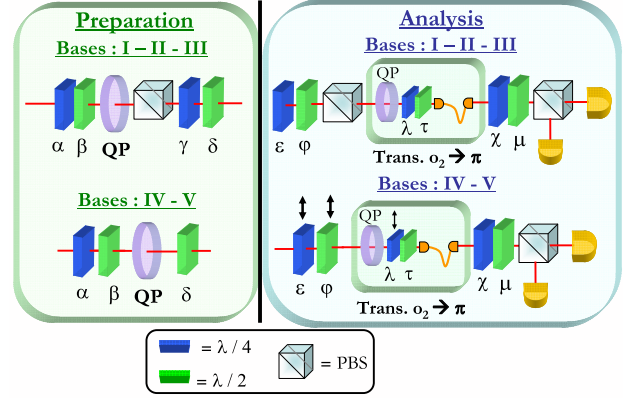 Preparation
Bases : I – II - III
α β QP γ δ
Bases : IV - V
α β QP δ
Analysis
Bases : I – II - III
QP
ε φ λ τ χ μ
Trans. o₂ → π
Bases : IV - V
QP
ε φ λ τ χ μ
Trans. o₂ → π
= λ / 4
= λ / 2
= PBS